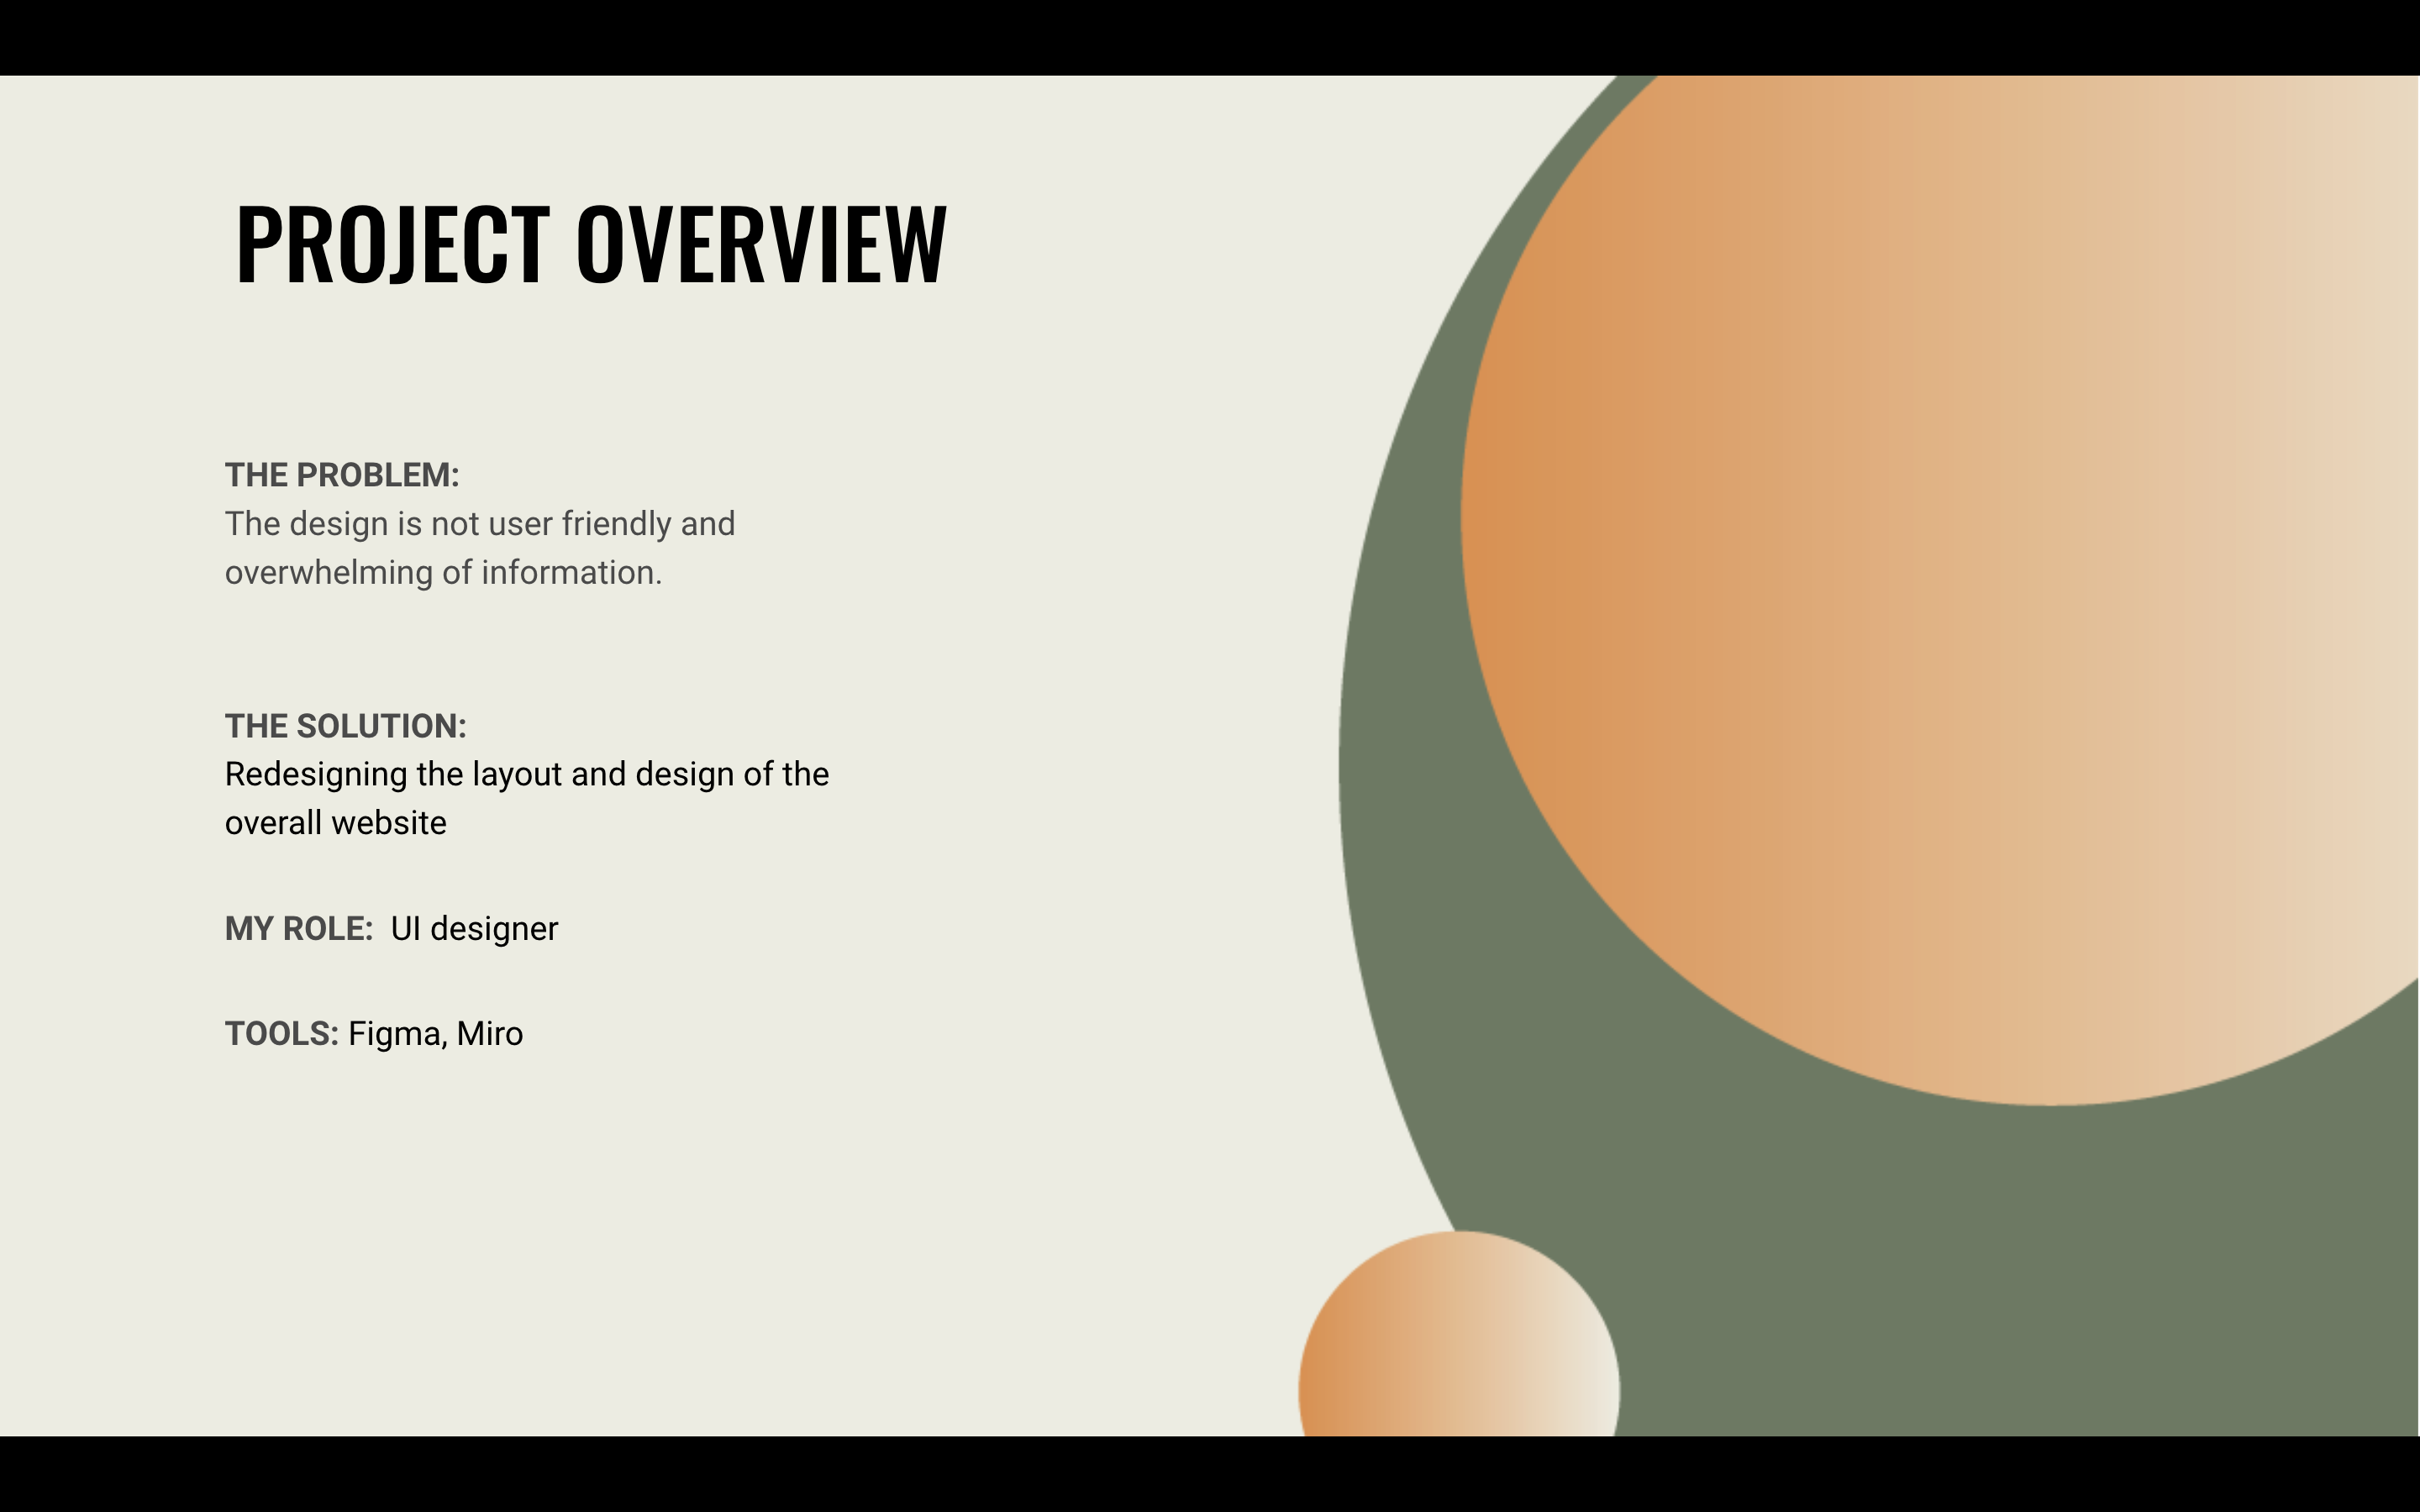 PROJECT OVERVIEW
THE PROBLEM:
The design is not user friendly and
overwhelming of information.
THE SOLUTION:
Redesigning the layout and design of the
overall website
MY ROLE:  UI designer
TOOLS: Figma, Miro